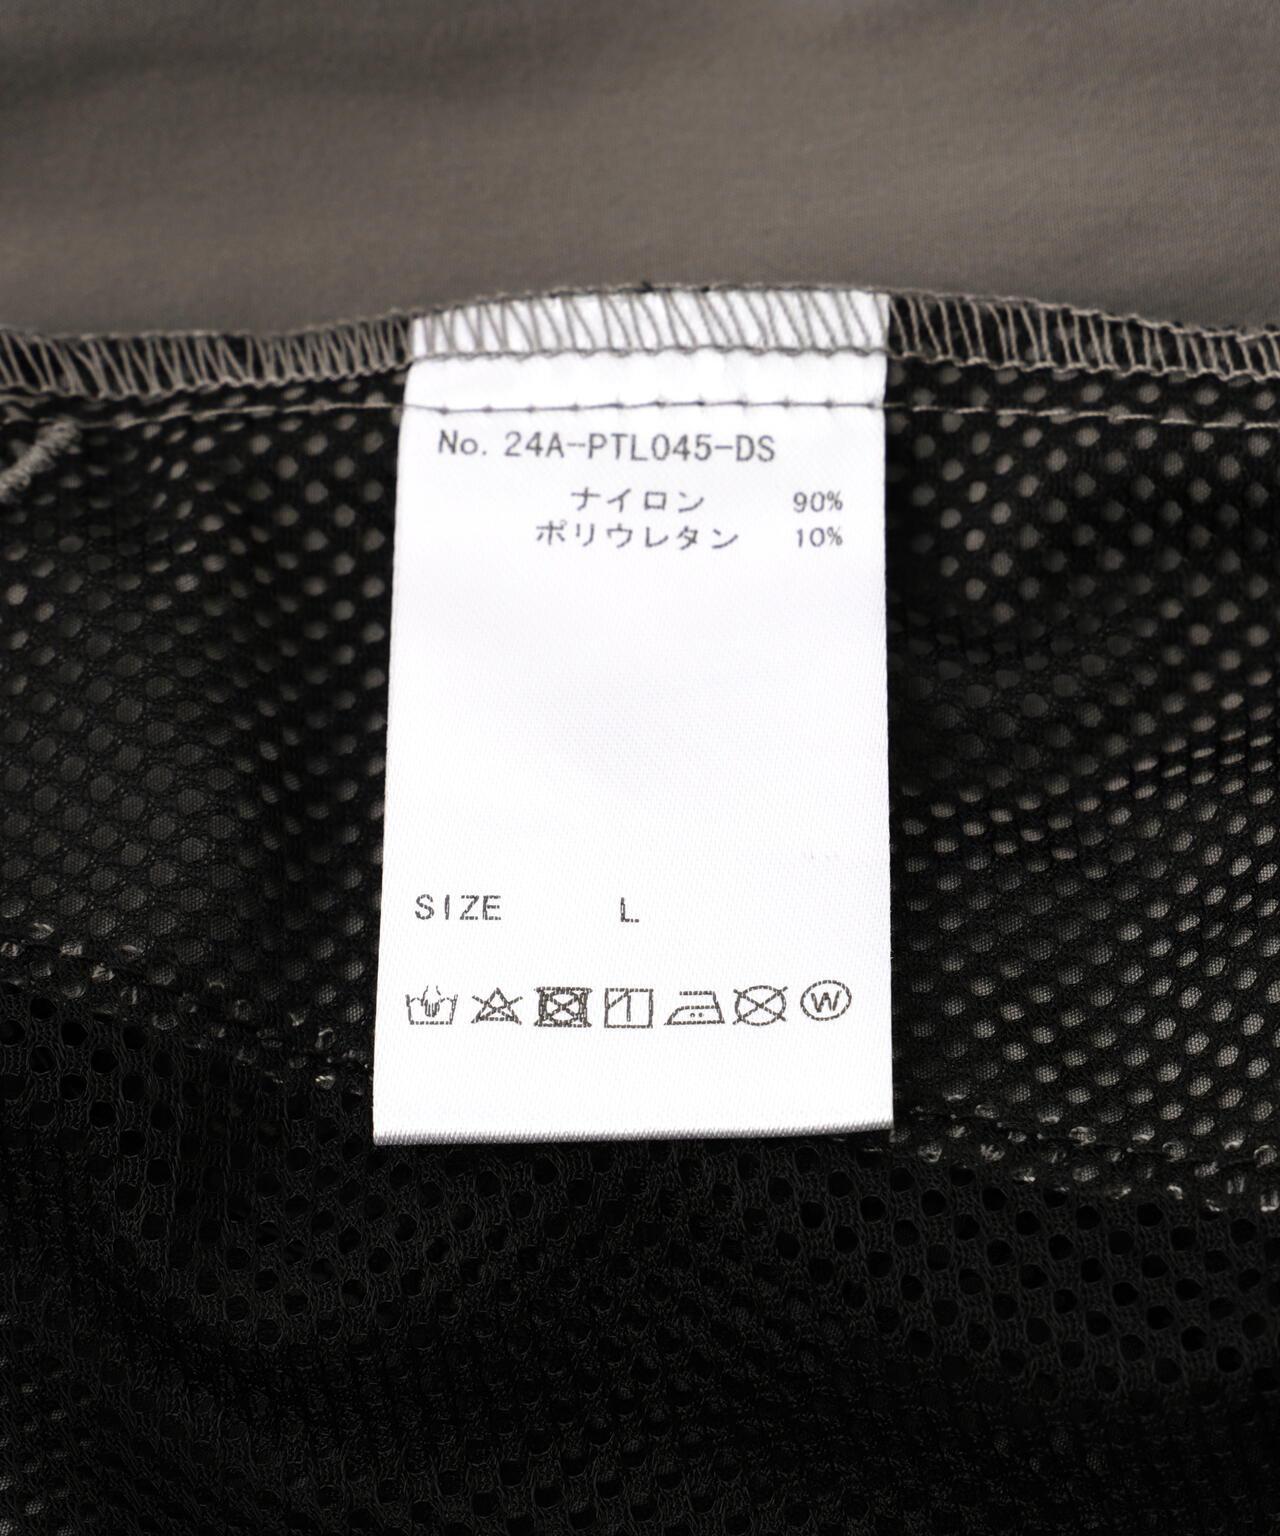 No. 24A-PTL045-DS
ナイロン 90%
ポリウレタン 10%
SIZE L
W